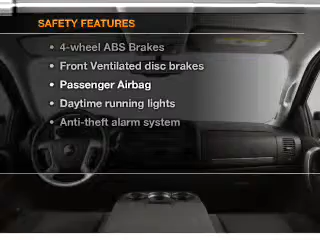 SAFETY FEATURES
• 4-wheel ABS Brakes
• Front Ventilated disc brakes
• Passenger Airbag
• Daytime running lights
• Anti-theft alarm system